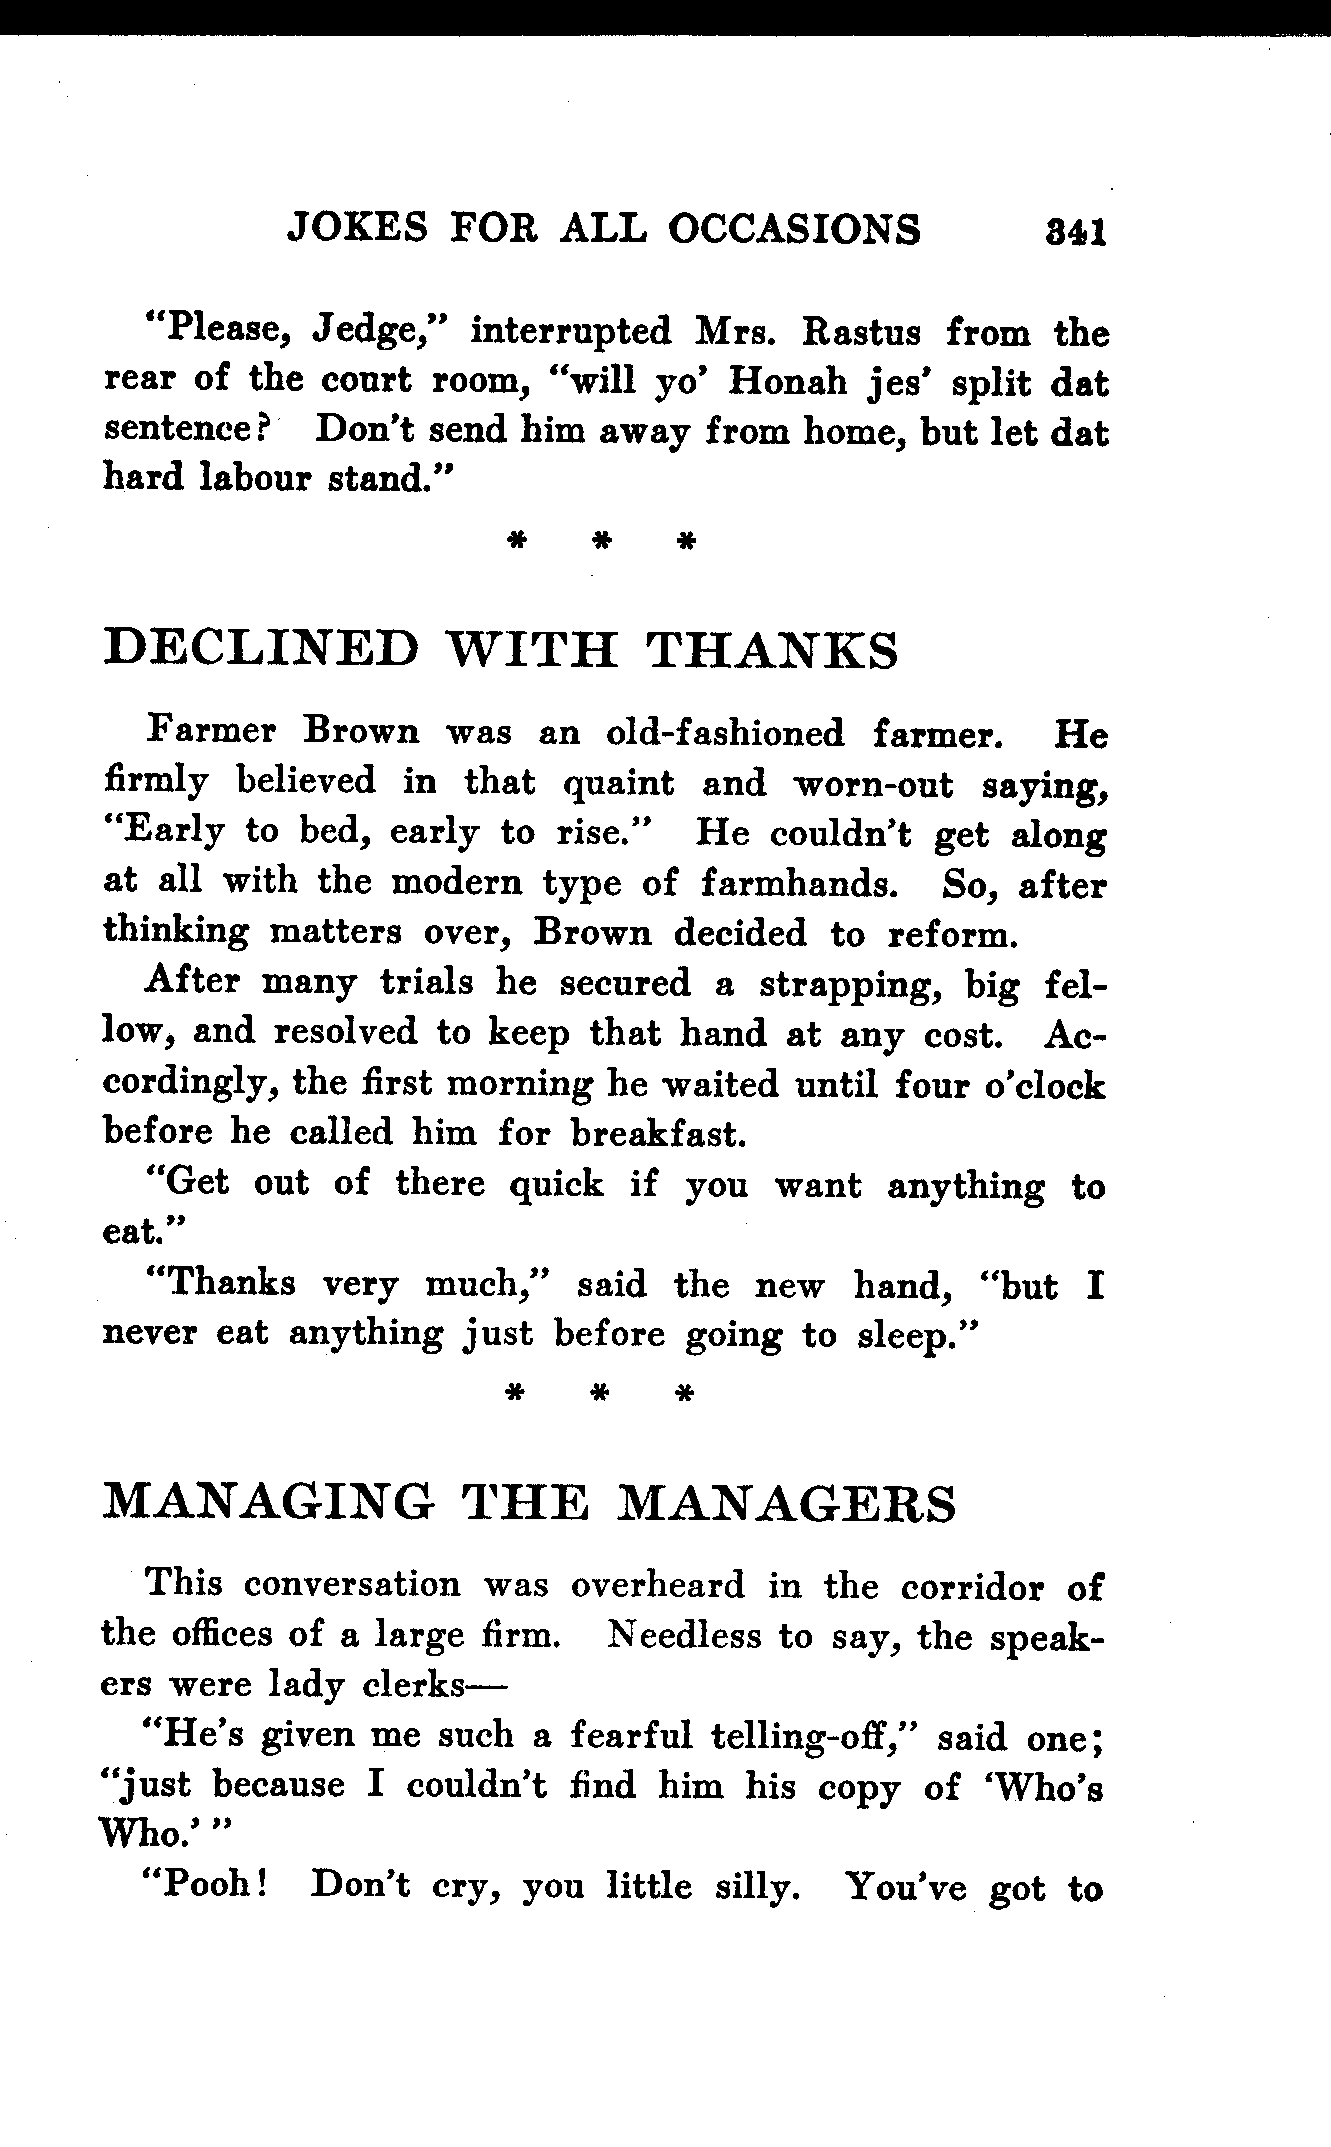 JOKES FOR ALL OCCASIONS 341
"Please, Jedge," interrupted Mrs. Rastus from the
rear of the court room, "will yo' Honah jes' split dat
sentence? Don't send him away from home, but let dat
hard labour stand."
* * *
DECLINED WITH THANKS
Farmer Brown was an old-fashioned farmer. He
firmly believed in that quaint and worn-out saying,
"Early to bed, early to rise." He couldn't get along
at all with the modern type of farmhands. So, after
thinking matters over, Brown decided to reform.
After many trials he secured a strapping, big fel-
low, and resolved to keep that hand at any cost. Ac-
cordingly, the first morning he waited until four o'clock
before he called him for breakfast.
"Get out of there quick if you want anything to
eat."
"Thanks very much," said the new hand, "but I
never eat anything just before going to sleep."
* * *
MANAGING THE MANAGERS
This conversation was overheard in the corridor of
the offices of a large firm. Needless to say, the speak-
ers were lady clerks—
"He's given me such a fearful telling-off," said one;
"just because I couldn't find him his copy of 'Who's
Who.' "
"Pooh! Don't cry, you little silly. You've got to